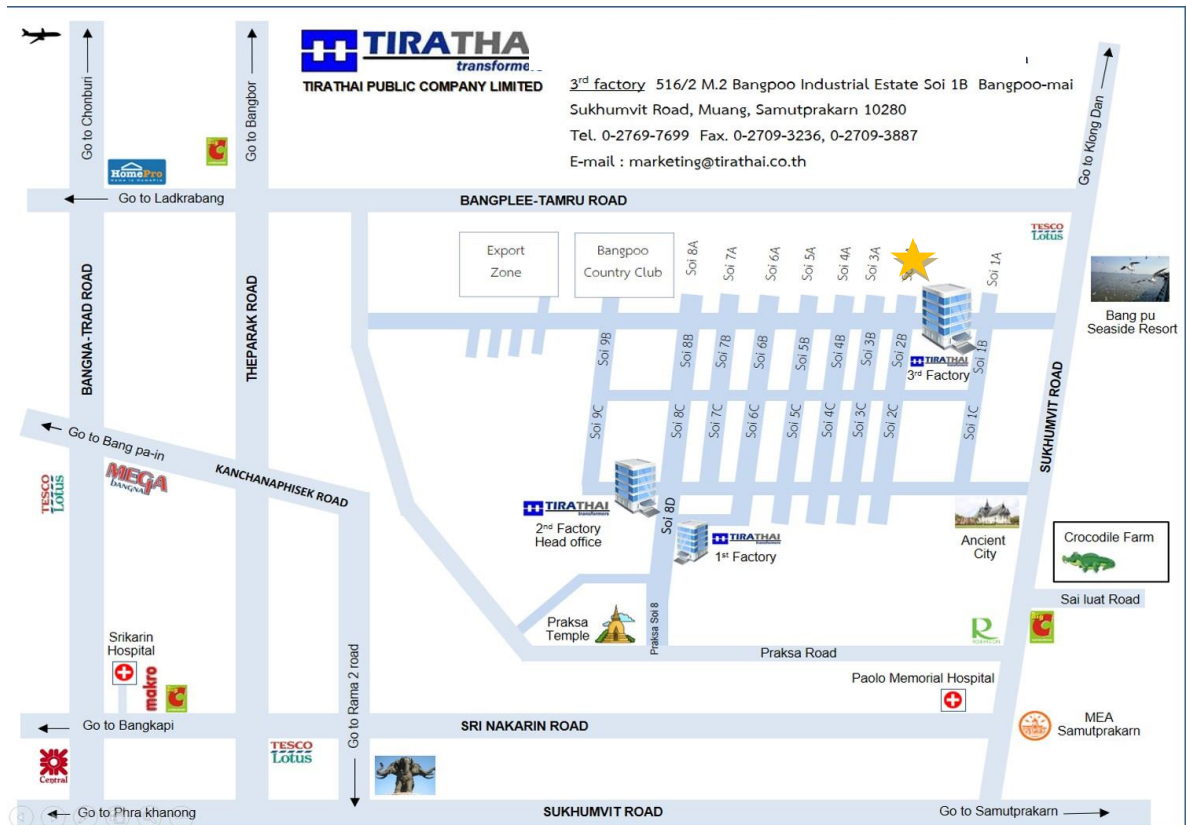 TIRATHA
transformer
TIRATHAI PUBLIC COMPANY LIMITED
3rd factory 516/2 M.2 Bangpoo Industrial Estate Soi 1B Bangpoo-mai
Sukhumvit Road, Muang, Samutprakarn 10280
Tel. 0-2769-7699 Fax. 0-2709-3236, 0-2709-3887
E-mail : marketing@tirathai.co.th
Go to Chonburi
Go to Bangbor
Go to Klong Dan
Big
C
HomePro
Go to Ladkrabang
BANGPLEE-TAMRU ROAD
TESCO
Lotus
Export
Zone
Bangpoo
Country Club
Soi 8A
Soi 7A
Soi 6A
Soi 5A
Soi 4A
Soi 3A
Soi 1A
Bang pu
Seaside Resort
BANGNA-TRAD ROAD
THEPARAK ROAD
Soi 9B
Soi 8B
Soi 7B
Soi 6B
Soi 5B
Soi 4B
Soi 3B
Soi 2B
Soi 1B
TIRATHAI
3rd Factory
SUKHUMVIT ROAD
Soi 9C
Soi 8C
Soi 7C
Soi 6C
Soi 5C
Soi 4C
Soi 3C
Soi 2C
Soi 1C
Go to Bang pa-in
KANCHANAPHISEK ROAD
TESCO
Lotus
MEGA
BANGNA
TIRATHAI
transformers
2nd Factory
Head office
Soi 8D
TIRATHAI
1st Factory
Ancient
City
Crocodile Farm
Sai luat Road
Praksa
Temple
Praksa Soi 8
Praksa Road
R
Big
C
Srikarin
Hospital
makro
Big
C
Go to Rama 2 road
Paolo Memorial Hospital
MEA
Samutprakarn
Go to Bangkapi
SRI NAKARIN ROAD
Central
TESCO
Lotus
Go to Phra khanong
SUKHUMVIT ROAD
Go to Samutprakarn